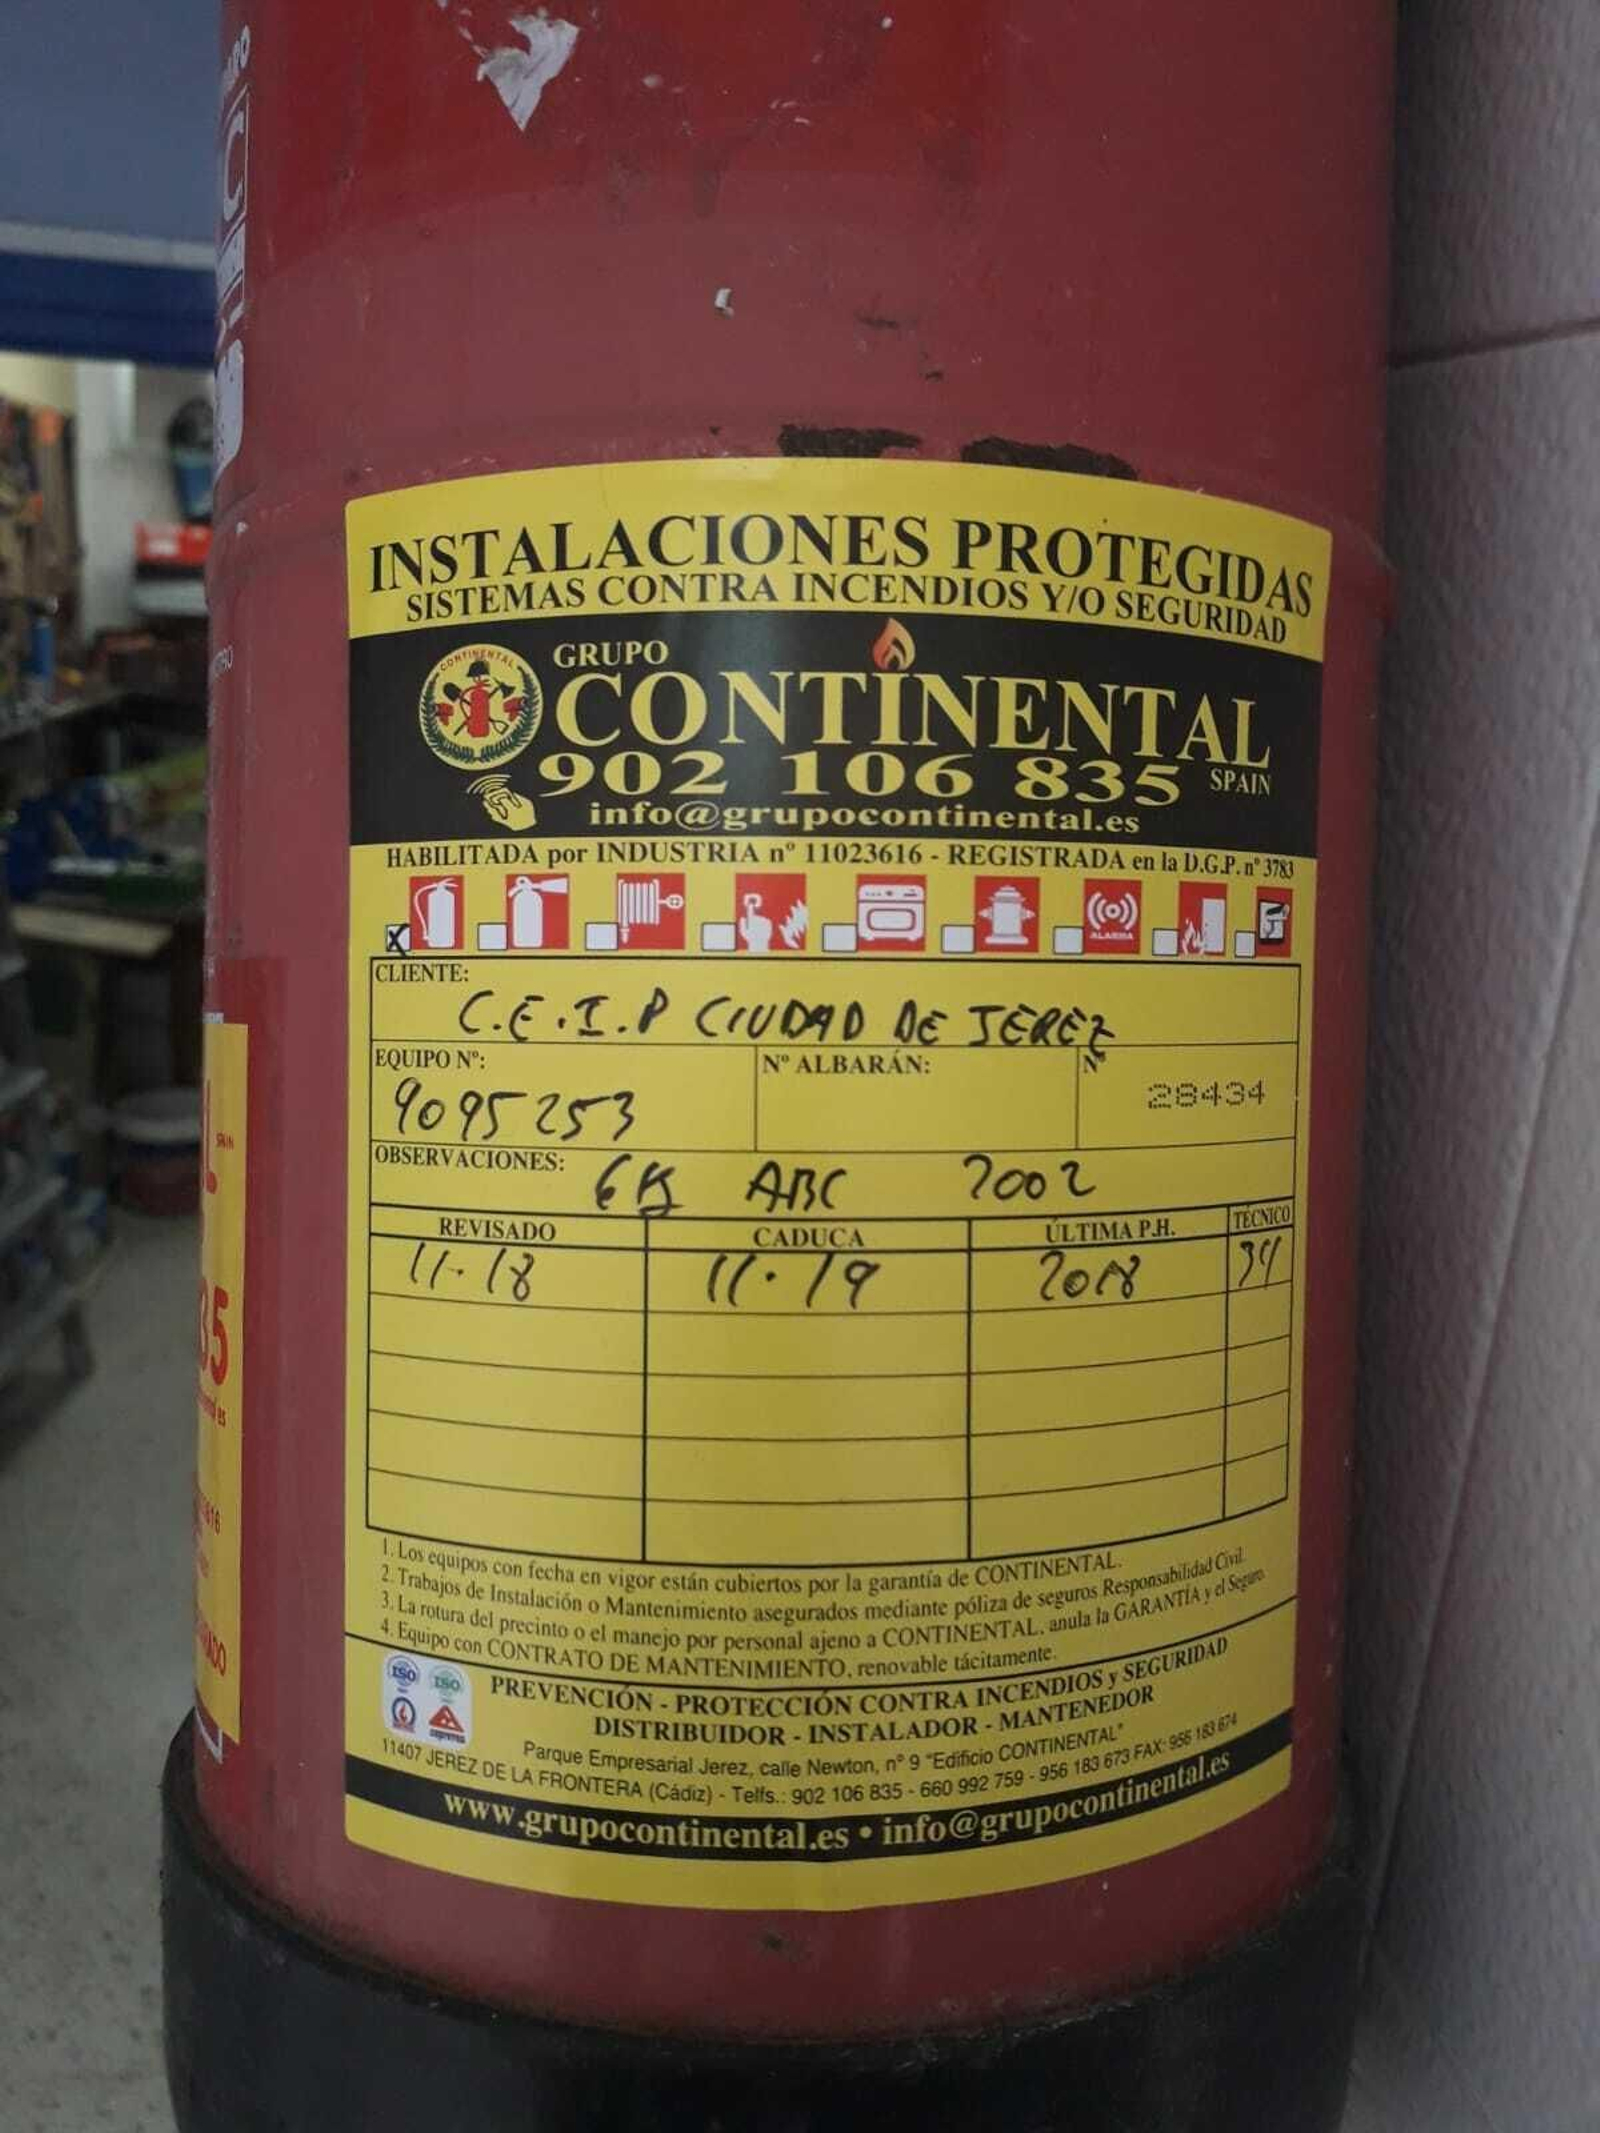 INSTALACIONES PROTEGIDAS
SISTEMAS CONTRA INCENDIOS Y/O SEGURIDAD
CONTINENTAL
GRUPO
CONTINENTAL
902 106 835 SPAIN
info@grupocontinental.es
HABILITADA por INDUSTRIA nº 11023616 - REGISTRADA en la D.G.P. nº 3783
X
ALARMA
CLIENTE:
C.E.I.P CIUDAD DE JEREZ
EQUIPO Nº: Nº ALBARÁN: Nº
9095253 28434
OBSERVACIONES: 6K ABC 2002
REVISADO CADUCA ÚLTIMA P.H. TÉCNICO
11-18 11-19 2018 34
1. Los equipos con fecha en vigor están cubiertos por la garantía de CONTINENTAL.
2. Trabajos de Instalación o Mantenimiento asegurados mediante póliza de seguros Responsabilidad Civil.
3. La rotura del precinto o el manejo por personal ajeno a CONTINENTAL, anula la GARANTÍA y el Seguro.
4. Equipo con CONTRATO DE MANTENIMIENTO, renovable tácitamente.
ISO ISO
PREVENCIÓN - PROTECCIÓN CONTRA INCENDIOS y SEGURIDAD
DISTRIBUIDOR - INSTALADOR - MANTENEDOR
Parque Empresarial Jerez, calle Newton, nº 9 "Edificio CONTINENTAL"
11407 JEREZ DE LA FRONTERA (Cádiz) - Telfs.: 902 106 835 - 660 992 759 - 956 183 673 FAX: 956 183 674
www.grupocontinental.es • info@grupocontinental.es